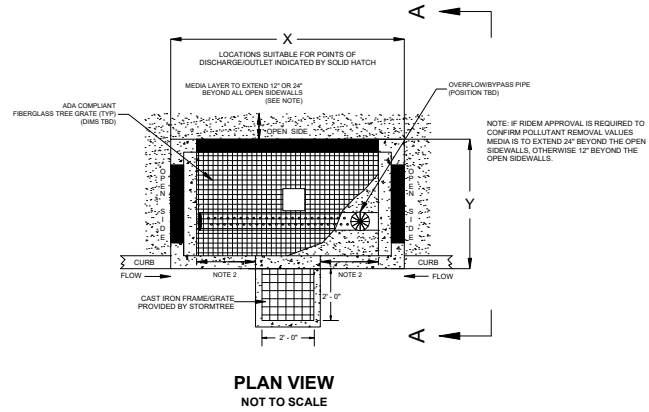 A
X
LOCATIONS SUITABLE FOR POINTS OF
DISCHARGE/OUTLET INDICATED BY SOLID HATCH
MEDIA LAYER TO EXTEND 12" OR 24"
BEYOND ALL OPEN SIDEWALLS
(SEE NOTE)
OVERFLOW/BYPASS PIPE
(POSITION TBD)
ADA COMPLIANT
FIBERGLASS TREE GRATE (TYP)
(DIMS TBD)
NOTE: IF RIDEM APPROVAL IS REQUIRED TO
CONFIRM POLLUTANT REMOVAL VALUES
MEDIA IS TO EXTEND 24" BEYOND THE OPEN
SIDEWALLS, OTHERWISE 12" BEYOND THE
OPEN SIDEWALLS.
OPEN SIDE
OPEN SIDE
OPEN SIDE
Y
CURB
CURB
FLOW
NOTE 2
NOTE 2
FLOW
CAST IRON FRAME/GRATE
PROVIDED BY STORMTREE
2' - 0"
2' - 0"
A
PLAN VIEW
NOT TO SCALE